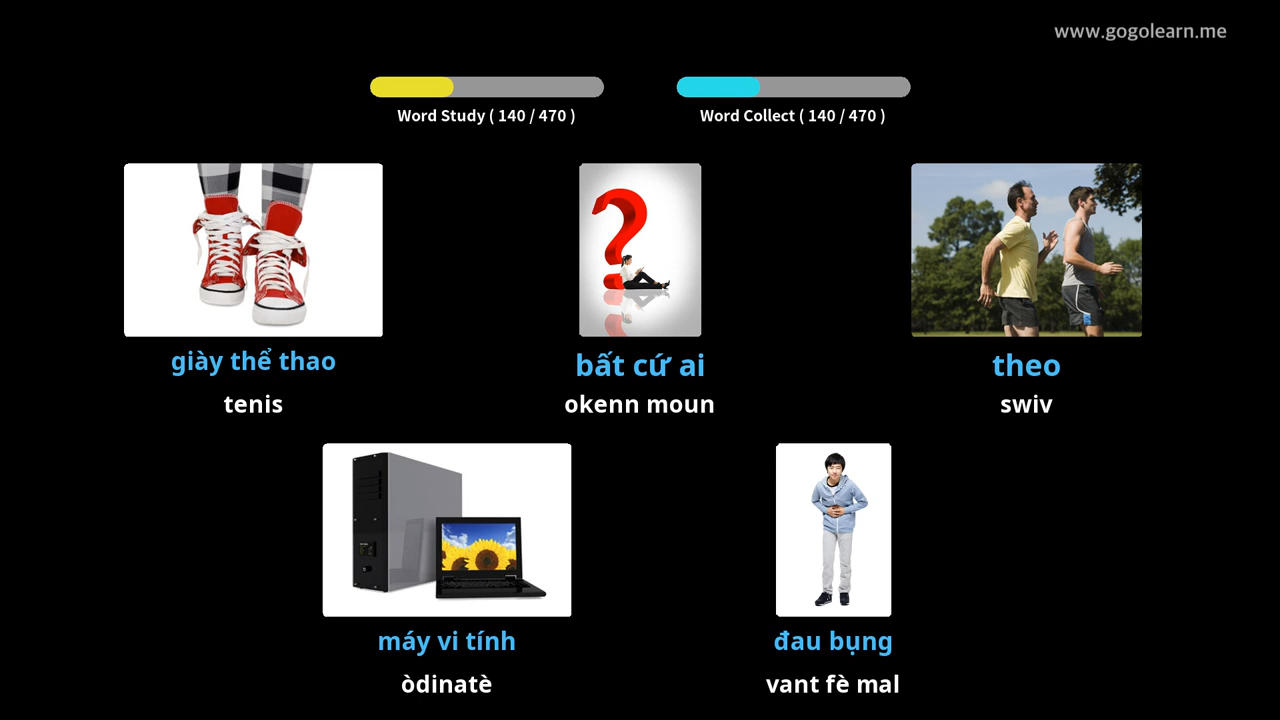 www.gogolearn.me
Word Study ( 140 / 470 )
Word Collect ( 140 / 470 )
giày thể thao
tenis
bất cứ ai
okenn moun
theo
swiv
máy vi tính
òdinatè
đau bụng
vant fè mal